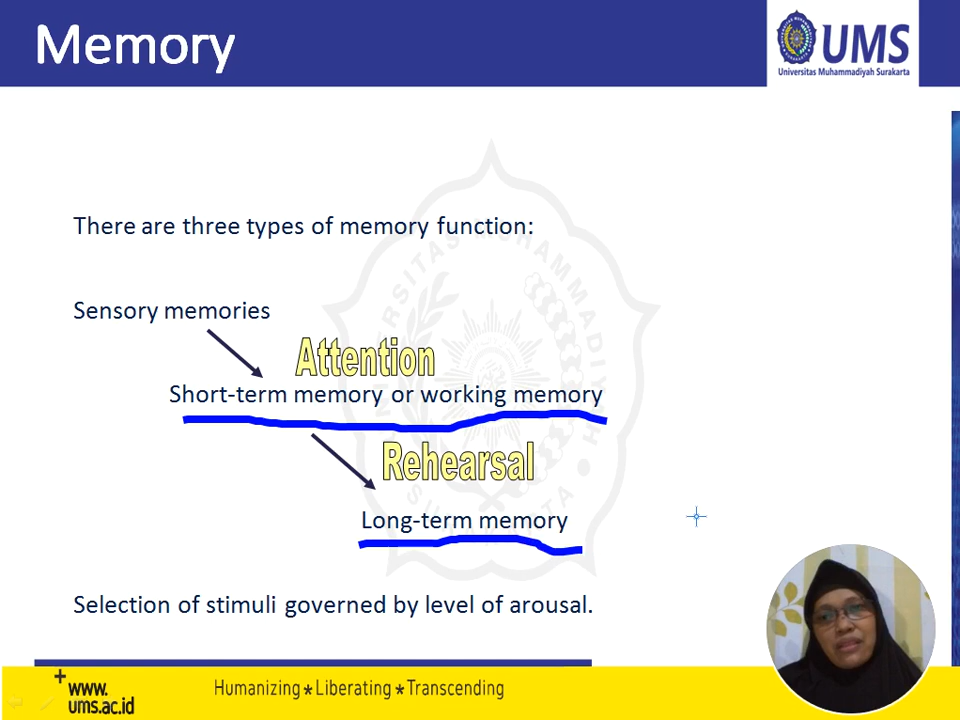 Memory
UMS
Universitas Muhammadiyah Surakarta
There are three types of memory function:
Sensory memories
Attention
Short-term memory or working memory
Rehearsal
Long-term memory
Selection of stimuli governed by level of arousal.
www.
ums.ac.id
Humanizing * Liberating * Transcending